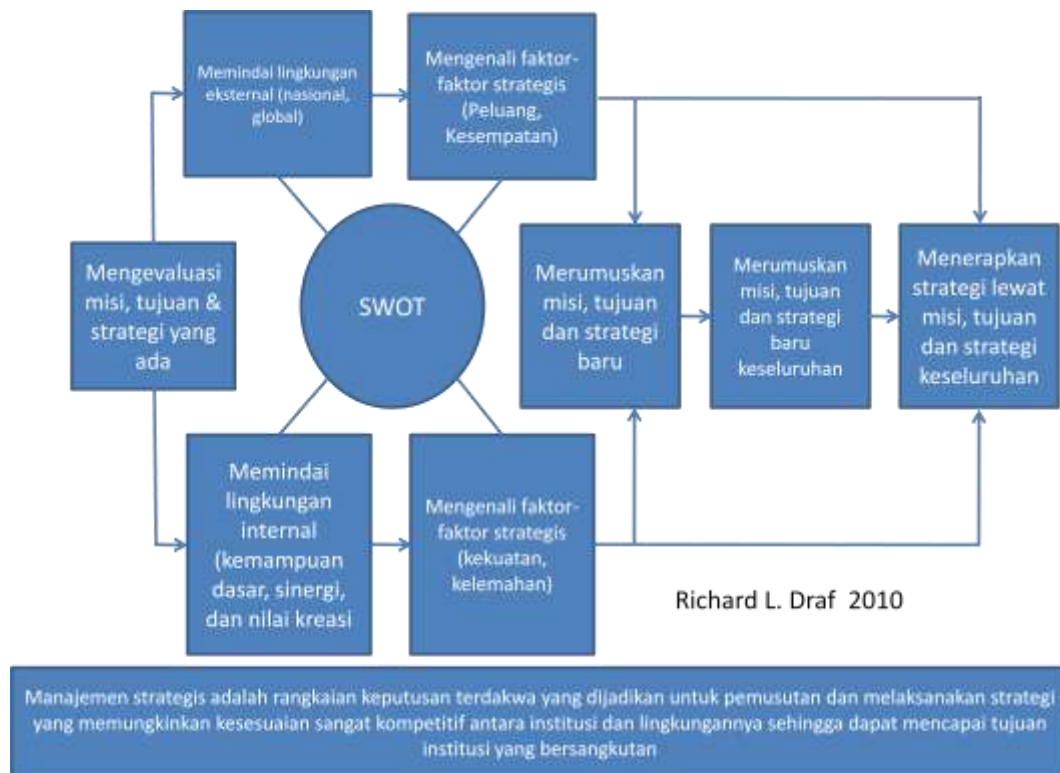 Memindai lingkungan
eksternal (nasional,
global)
Mengenali faktor-
faktor strategis
(Peluang,
Kesempatan)
Mengevaluasi
misi, tujuan &
strategi yang
ada
SWOT
Merumuskan
misi, tujuan
dan strategi
baru
Merumuskan
misi, tujuan
dan strategi
baru
keseluruhan
Menerapkan
strategi lewat
misi, tujuan
dan strategi
keseluruhan
Memindai
lingkungan
internal
(kemampuan
dasar, sinergi,
dan nilai kreasi
Mengenali faktor-
faktor strategis
(kekuatan,
kelemahan)
Richard L. Draf 2010
Manajemen strategis adalah rangkaian keputusan terdakwa yang dijadikan untuk pemusutan dan melaksanakan strategi
yang memungkinkan kesesuaian sangat kompetitif antara institusi dan lingkungannya sehingga dapat mencapai tujuan
institusi yang bersangkutan